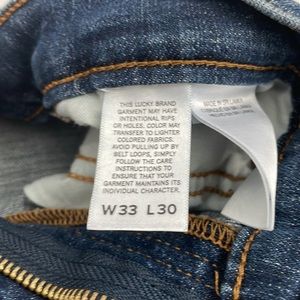 THIS LUCKY BRAND
GARMENT MAY HAVE
INTENTIONAL RIPS
OR HOLES, COLOR MAY
TRANSFER TO LIGHTER
COLORED FABRICS.
AVOID PULLING UP BY
BELT LOOPS, SIMPLY
FOLLOW THE CARE
INSTRUCTIONS TO
ENSURE THAT YOUR
GARMENT MAINTAINS ITS
INDIVIDUAL CHARACTER.
W33 L30
MADE IN SRI LANKA